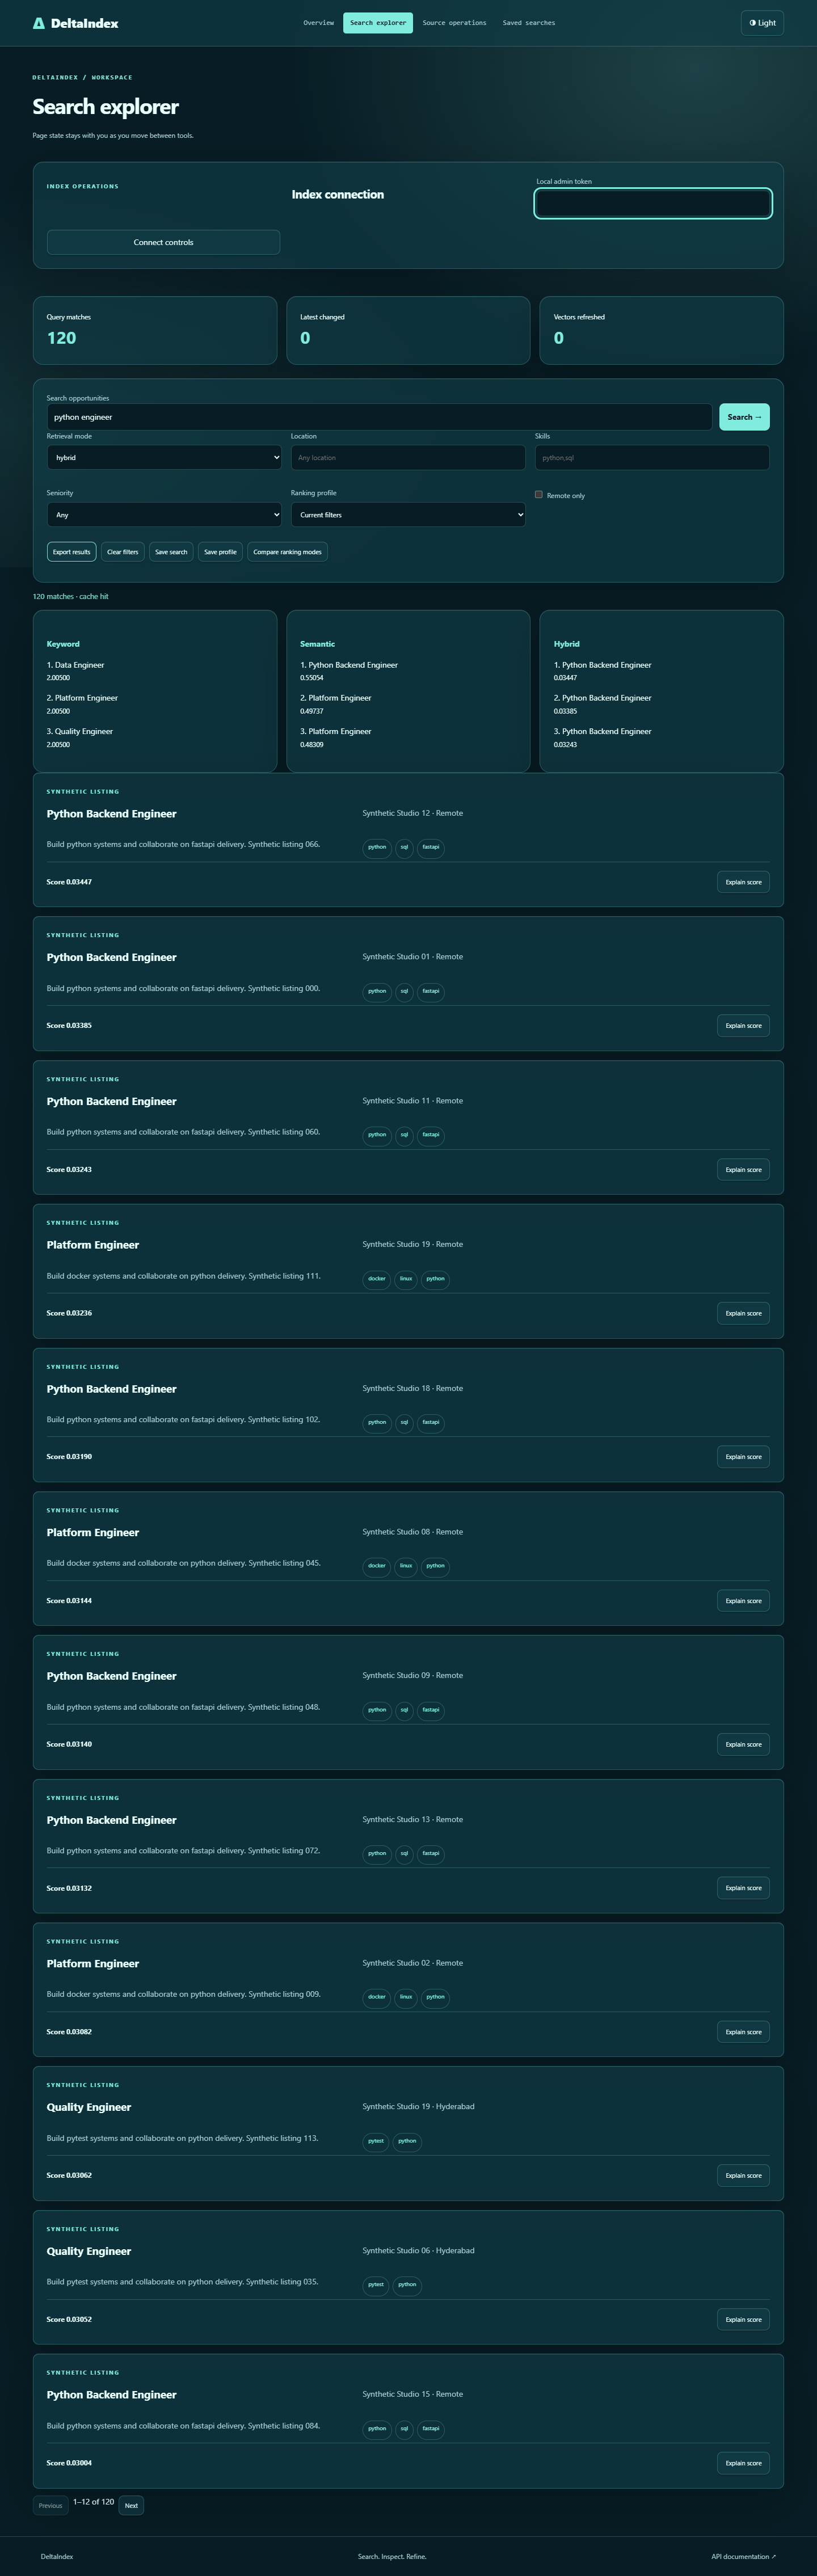 DeltaIndex
Overview
Search explorer
Source operations
Saved searches
Light
DELTAINDEX / WORKSPACE
Search explorer
Page state stays with you as you move between tools.
INDEX OPERATIONS
Index connection
Local admin token
Connect controls
Query matches
120
Latest changed
0
Vectors refreshed
0
Search opportunities
python engineer
Search →
Retrieval mode
Location
Skills
hybrid
Any location
python,sql
Seniority
Ranking profile
Any
Current filters
Remote only
Export results
Clear filters
Save search
Save profile
Compare ranking modes
120 matches · cache hit
Keyword
1. Data Engineer
2.00500
2. Platform Engineer
2.00500
3. Quality Engineer
2.00500
Semantic
1. Python Backend Engineer
0.55054
2. Platform Engineer
0.49737
3. Platform Engineer
0.48309
Hybrid
1. Python Backend Engineer
0.03447
2. Python Backend Engineer
0.03385
3. Python Backend Engineer
0.03243
SYNTHETIC LISTING
Python Backend Engineer
Synthetic Studio 12 · Remote
Build python systems and collaborate on fastapi delivery. Synthetic listing 066.
python sql fastapi
Score 0.03447
Explain score
SYNTHETIC LISTING
Python Backend Engineer
Synthetic Studio 01 · Remote
Build python systems and collaborate on fastapi delivery. Synthetic listing 000.
python sql fastapi
Score 0.03385
Explain score
SYNTHETIC LISTING
Python Backend Engineer
Synthetic Studio 11 · Remote
Build python systems and collaborate on fastapi delivery. Synthetic listing 060.
python sql fastapi
Score 0.03243
Explain score
SYNTHETIC LISTING
Platform Engineer
Synthetic Studio 19 · Remote
Build docker systems and collaborate on python delivery. Synthetic listing 111.
docker linux python
Score 0.03236
Explain score
SYNTHETIC LISTING
Python Backend Engineer
Synthetic Studio 18 · Remote
Build python systems and collaborate on fastapi delivery. Synthetic listing 102.
python sql fastapi
Score 0.03190
Explain score
SYNTHETIC LISTING
Platform Engineer
Synthetic Studio 08 · Remote
Build docker systems and collaborate on python delivery. Synthetic listing 045.
docker linux python
Score 0.03144
Explain score
SYNTHETIC LISTING
Python Backend Engineer
Synthetic Studio 09 · Remote
Build python systems and collaborate on fastapi delivery. Synthetic listing 048.
python sql fastapi
Score 0.03140
Explain score
SYNTHETIC LISTING
Python Backend Engineer
Synthetic Studio 13 · Remote
Build python systems and collaborate on fastapi delivery. Synthetic listing 072.
python sql fastapi
Score 0.03132
Explain score
SYNTHETIC LISTING
Platform Engineer
Synthetic Studio 02 · Remote
Build docker systems and collaborate on python delivery. Synthetic listing 009.
docker linux python
Score 0.03082
Explain score
SYNTHETIC LISTING
Quality Engineer
Synthetic Studio 19 · Hyderabad
Build pytest systems and collaborate on python delivery. Synthetic listing 113.
pytest python
Score 0.03062
Explain score
SYNTHETIC LISTING
Quality Engineer
Synthetic Studio 06 · Hyderabad
Build pytest systems and collaborate on python delivery. Synthetic listing 035.
pytest python
Score 0.03052
Explain score
SYNTHETIC LISTING
Python Backend Engineer
Synthetic Studio 15 · Remote
Build python systems and collaborate on fastapi delivery. Synthetic listing 084.
python sql fastapi
Score 0.03004
Explain score
Previous
1–12 of 120
Next
DeltaIndex
Search. Inspect. Refine.
API documentation ↗